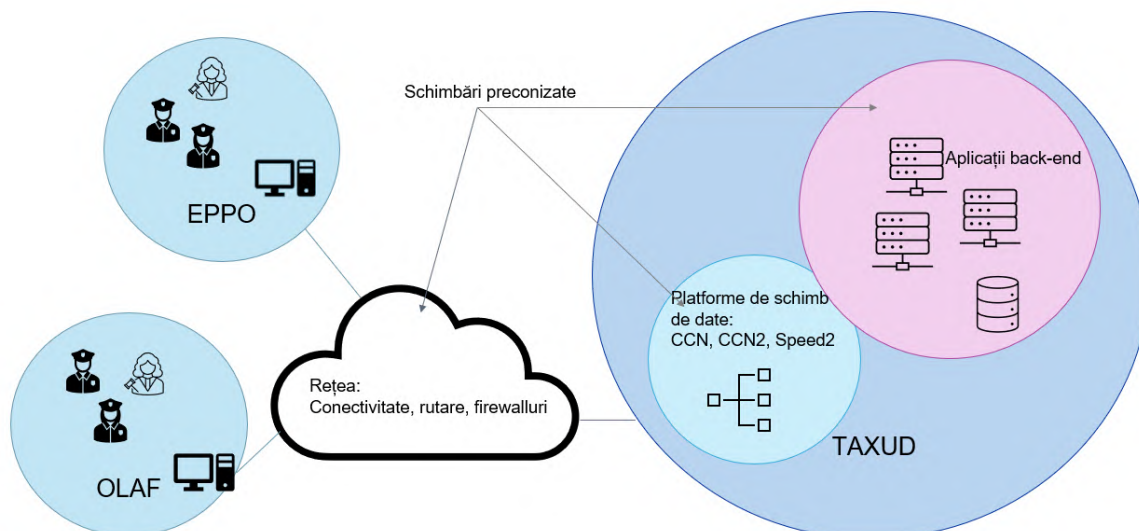 Schimbări preconizate
EPPO
Aplicații back-end
Platforme de schimb
de date:
CCN, CCN2, Speed2
Rețea:
Conectivitate, rutare, firewalluri
TAXUD
OLAF